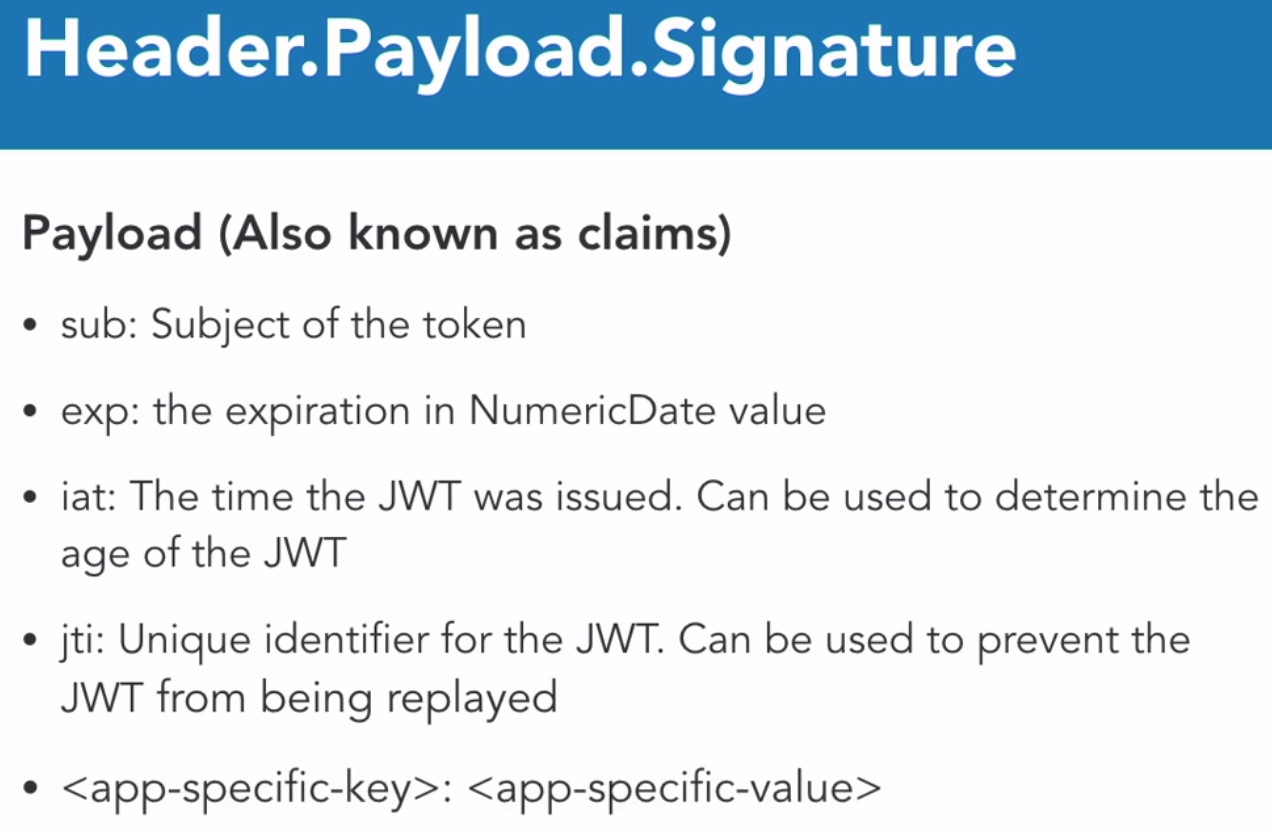 Header.Payload.Signature
Payload (Also known as claims)
• sub: Subject of the token
• exp: the expiration in NumericDate value
• iat: The time the JWT was issued. Can be used to determine the
age of the JWT
• jti: Unique identifier for the JWT. Can be used to prevent the
JWT from being replayed
• <app-specific-key>: <app-specific-value>